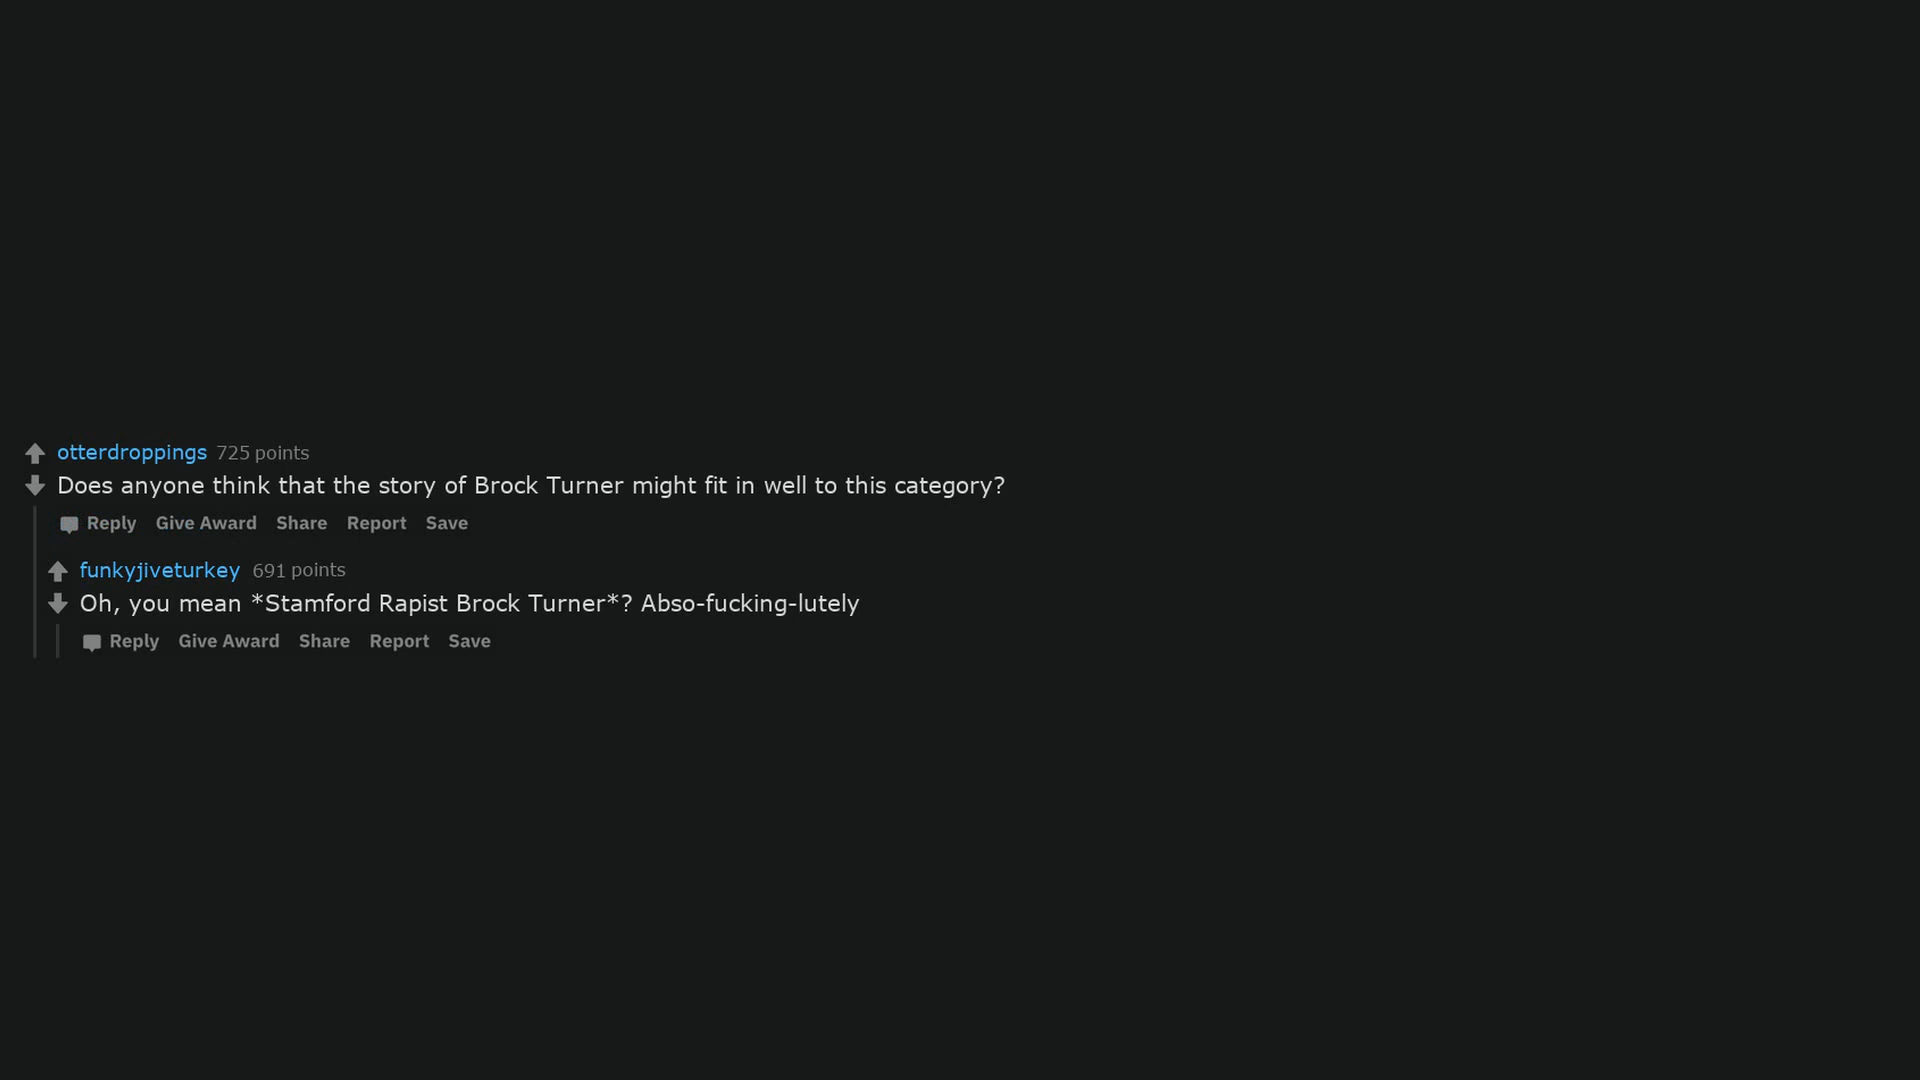 otterdroppings 725 points
Does anyone think that the story of Brock Turner might fit in well to this category?
Reply Give Award Share Report Save
funkyjiveturkey 691 points
Oh, you mean *Stamford Rapist Brock Turner*? Abso-fucking-lutely
Reply Give Award Share Report Save